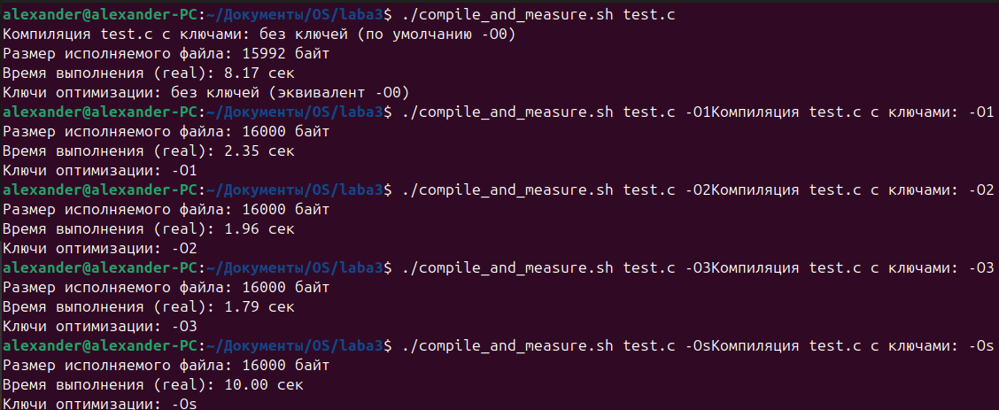 alexander@alexander-PC:~/Документы/OS/laba3$ ./compile_and_measure.sh test.c
Компиляция test.c с ключами: без ключей (по умолчанию -O0)
Размер исполняемого файла: 15992 байт
Время выполнения (real): 8.17 сек
Ключи оптимизации: без ключей (эквивалент -O0)
alexander@alexander-PC:~/Документы/OS/laba3$ ./compile_and_measure.sh test.c -O1Компиляция test.c с ключами: -O1
Размер исполняемого файла: 16000 байт
Время выполнения (real): 2.35 сек
Ключи оптимизации: -O1
alexander@alexander-PC:~/Документы/OS/laba3$ ./compile_and_measure.sh test.c -O2Компиляция test.c с ключами: -O2
Размер исполняемого файла: 16000 байт
Время выполнения (real): 1.96 сек
Ключи оптимизации: -O2
alexander@alexander-PC:~/Документы/OS/laba3$ ./compile_and_measure.sh test.c -O3Компиляция test.c с ключами: -O3
Размер исполняемого файла: 16000 байт
Время выполнения (real): 1.79 сек
Ключи оптимизации: -O3
alexander@alexander-PC:~/Документы/OS/laba3$ ./compile_and_measure.sh test.c -OsКомпиляция test.c с ключами: -Os
Размер исполняемого файла: 16000 байт
Время выполнения (real): 10.00 сек
Ключи оптимизации: -Os